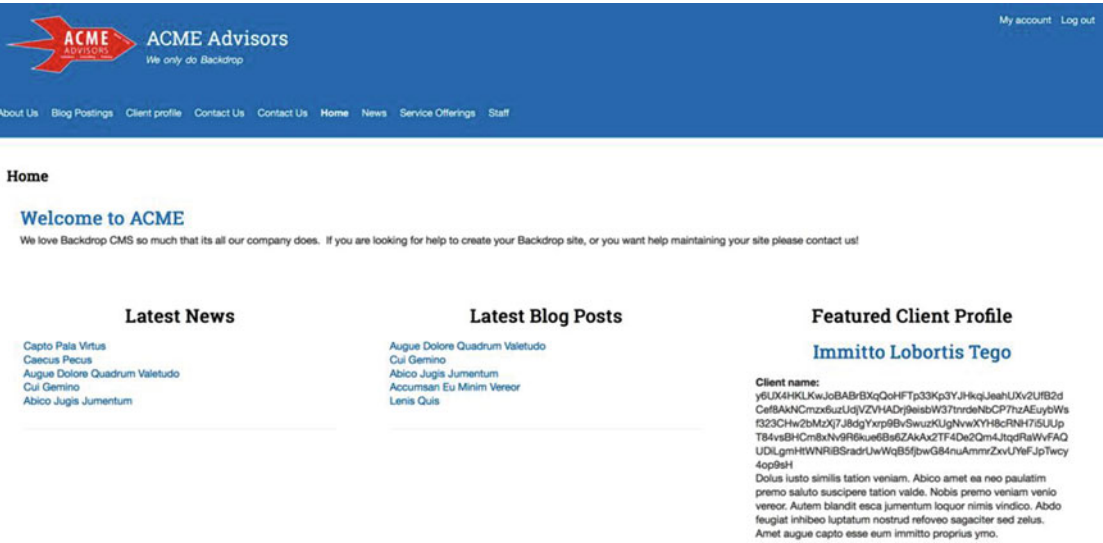 ACME
ADVISORS
ACME Advisors
We only do Backdrop
My account Log out
About Us Blog Postings Client profile Contact Us Contact Us Home News Service Offerings Staff
Home
Welcome to ACME
We love Backdrop CMS so much that its all our company does. If you are looking for help to create your Backdrop site, or you want help maintaining your site please contact us!
Latest News
Capto Pala Virtus
Caecus Pecus
Augue Dolore Quadrum Valetudo
Cui Gemino
Abico Jugis Jumentum
Latest Blog Posts
Augue Dolore Quadrum Valetudo
Cui Gemino
Abico Jugis Jumentum
Accumsan Eu Minim Vereor
Lenis Quis
Featured Client Profile
Immitto Lobortis Tego
Client name:
y6UX4HKLKwJoBABrBXqQoHFTp33Kp3YJHkqiJeahUXv2UfB2d
Cef8AkNCmzx6uzUdjVZVHADrj9eisbW37tnrdeNbCP7hzAEuybWs
f323CHw2bMzXj7J8dgYxrp9BvSwuzKUgNvwXYH8cRNH7i5UUp
T84vsBHCm8xNv9R6kue6Bs6ZAkAx2TF4De2Qm4JtqdRaWvFAQ
UDiLgmHtWNRiBSradrUwWqB5fjbwG84nuAmmrZxvUYeFJpTwcy
4op9sH
Dolus iusto similis tation veniam. Abico amet ea neo paulatim
premo saluto suscipere tation valde. Nobis premo veniam venio
vereor. Autem blandit esca jumentum loquor nimis vindico. Abdo
feugiat inhibeo luptatum nostrud refoveo sagaciter sed zelus.
Amet augue capto esse eum immitto proprius ymo.